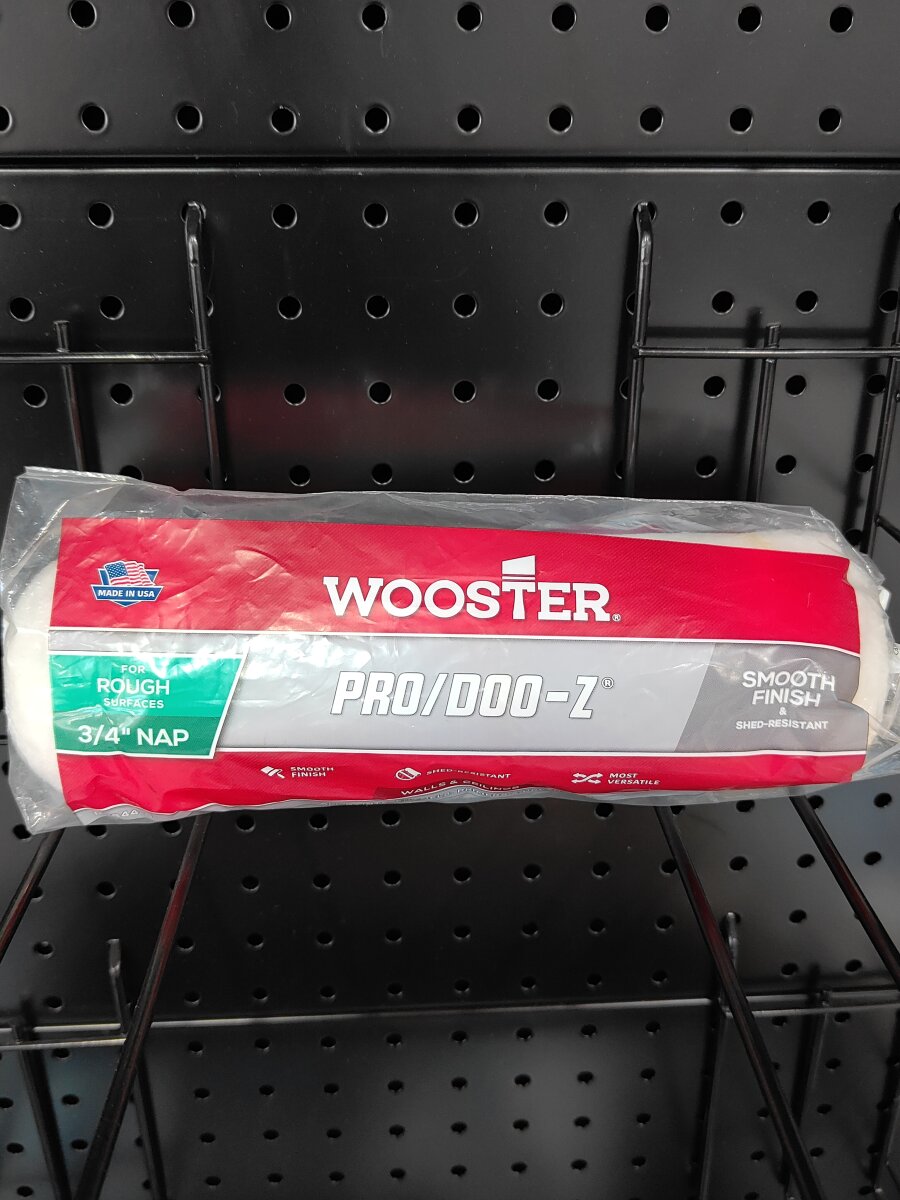 WOOSTER®
MADE IN USA
FOR
ROUGH
SURFACES
3/4" NAP
PRO/DOO-Z®
SMOOTH
FINISH
&
SHED-RESISTANT
SMOOTH
FINISH
SHED-RESISTANT
MOST
VERSATILE
WALLS & CEILINGS